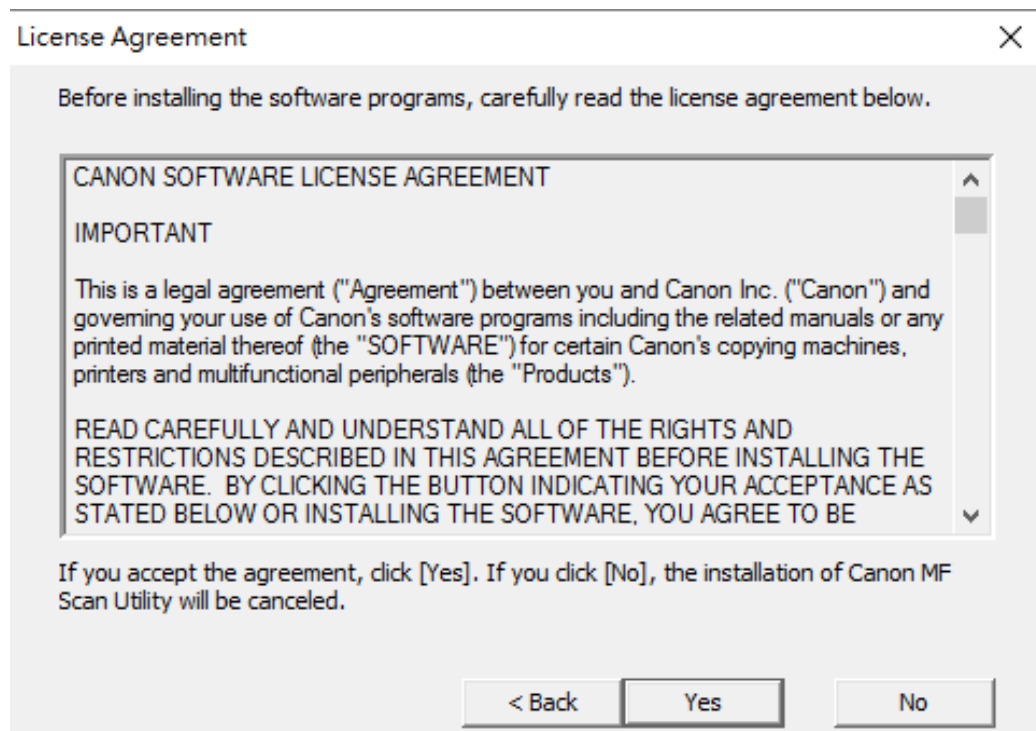 License Agreement
Before installing the software programs, carefully read the license agreement below.
CANON SOFTWARE LICENSE AGREEMENT
IMPORTANT
This is a legal agreement ("Agreement") between you and Canon Inc. ("Canon") and
governing your use of Canon's software programs including the related manuals or any
printed material thereof (the "SOFTWARE") for certain Canon's copying machines,
printers and multifunctional peripherals (the "Products").
READ CAREFULLY AND UNDERSTAND ALL OF THE RIGHTS AND
RESTRICTIONS DESCRIBED IN THIS AGREEMENT BEFORE INSTALLING THE
SOFTWARE.  BY CLICKING THE BUTTON INDICATING YOUR ACCEPTANCE AS
STATED BELOW OR INSTALLING THE SOFTWARE, YOU AGREE TO BE
If you accept the agreement, click [Yes]. If you click [No], the installation of Canon MF
Scan Utility will be canceled.
< Back Yes No